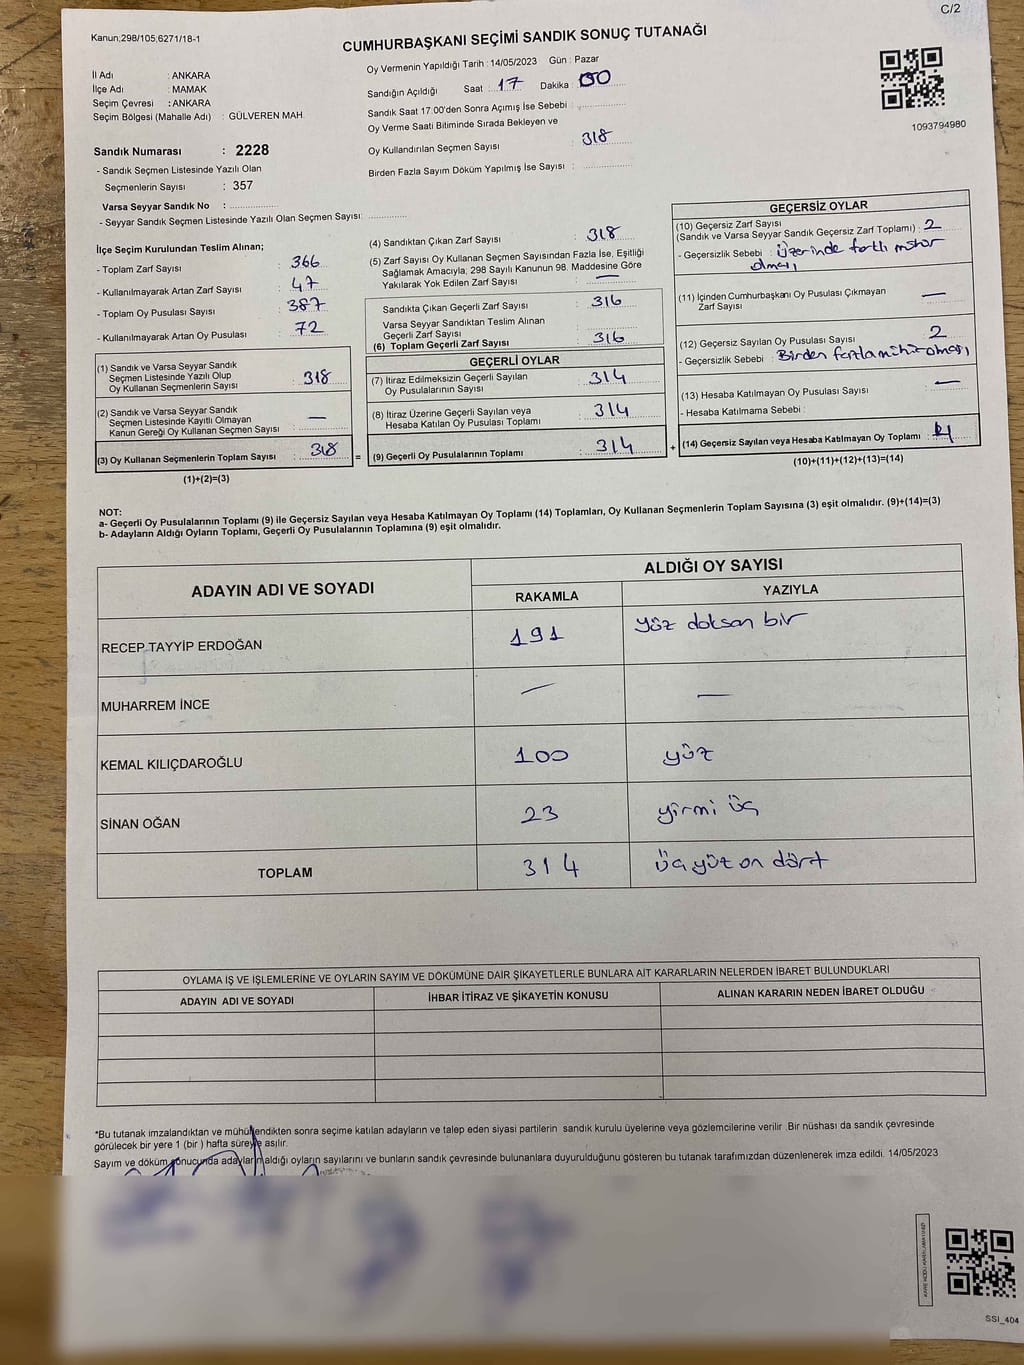 C/2
Kanun;298/105;6271/18-1
CUMHURBAŞKANI SEÇİMİ SANDIK SONUÇ TUTANAĞI
İl Adı : ANKARA
İlçe Adı : MAMAK
Seçim Çevresi : ANKARA
Seçim Bölgesi (Mahalle Adı) : GÜLVEREN MAH.
Sandık Numarası : 2228
- Sandık Seçmen Listesinde Yazılı Olan
Seçmenlerin Sayısı : 357
Varsa Seyyar Sandık No :
- Seyyar Sandık Seçmen Listesinde Yazılı Olan Seçmen Sayısı:
Oy Vermenin Yapıldığı Tarih : 14/05/2023 Gün : Pazar
Sandığın Açıldığı Saat : 17 Dakika : 00
Sandık Saat 17:00'den Sonra Açımış İse Sebebi :
Oy Verme Saati Bitiminde Sırada Bekleyen ve
Oy Kullandırılan Seçmen Sayısı : 318
Birden Fazla Sayım Döküm Yapılmış İse Sayısı :
1093794980
İlçe Seçim Kurulundan Teslim Alınan;
- Toplam Zarf Sayısı : 366
- Kullanılmayarak Artan Zarf Sayısı : 47
- Toplam Oy Pusulası Sayısı : 387
- Kullanılmayarak Artan Oy Pusulası : 72
(1) Sandık ve Varsa Seyyar Sandık
Seçmen Listesinde Yazılı Olup
Oy Kullanan Seçmenlerin Sayısı : 318
(2) Sandık ve Varsa Seyyar Sandık
Seçmen Listesinde Kayıtlı Olmayan
Kanun Gereği Oy Kullanan Seçmen Sayısı : —
(3) Oy Kullanan Seçmenlerin Toplam Sayısı : 318 =
(1)+(2)=(3)
(4) Sandıktan Çıkan Zarf Sayısı : 318
(5) Zarf Sayısı Oy Kullanan Seçmen Sayısından Fazla İse, Eşitliği
Sağlamak Amacıyla, 298 Sayılı Kanunun 98. Maddesine Göre
Yakılarak Yok Edilen Zarf Sayısı : —
Sandıkta Çıkan Geçerli Zarf Sayısı : 316
Varsa Seyyar Sandıktan Teslim Alınan
Geçerli Zarf Sayısı :
(6) Toplam Geçerli Zarf Sayısı : 316
GEÇERLİ OYLAR
(7) İtiraz Edilmeksizin Geçerli Sayılan
Oy Pusulalarının Sayısı : 314
(8) İtiraz Üzerine Geçerli Sayılan veya
Hesaba Katılan Oy Pusulası Toplamı : 314
(9) Geçerli Oy Pusulalarının Toplamı : 314 +
GEÇERSİZ OYLAR
(10) Geçersiz Zarf Sayısı
(Sandık ve Varsa Seyyar Sandık Geçersiz Zarf Toplamı) : 2
- Geçersizlik Sebebi : Üzerinde farklı mühür
olması
(11) İçinden Cumhurbaşkanı Oy Pusulası Çıkmayan
Zarf Sayısı : —
(12) Geçersiz Sayılan Oy Pusulası Sayısı : 2
- Geçersizlik Sebebi : Birden fazla mühür olması
(13) Hesaba Katılmayan Oy Pusulası Sayısı : —
- Hesaba Katılmama Sebebi :
(14) Geçersiz Sayılan veya Hesaba Katılmayan Oy Toplamı : 4
(10)+(11)+(12)+(13)=(14)
NOT:
a- Geçerli Oy Pusulalarının Toplamı (9) ile Geçersiz Sayılan veya Hesaba Katılmayan Oy Toplamı (14) Toplamları, Oy Kullanan Seçmenlerin Toplam Sayısına (3) eşit olmalıdır. (9)+(14)=(3)
b- Adayların Aldığı Oyların Toplamı, Geçerli Oy Pusulalarının Toplamına (9) eşit olmalıdır.
ADAYIN ADI VE SOYADI
ALDIĞI OY SAYISI
RAKAMLA YAZIYLA
RECEP TAYYİP ERDOĞAN 191 yüz doksan bir
MUHARREM İNCE — —
KEMAL KILIÇDAROĞLU 100 yüz
SİNAN OĞAN 23 yirmi üç
TOPLAM 314 üç yüz on dört
OYLAMA İŞ VE İŞLEMLERİNE VE OYLARIN SAYIM VE DÖKÜMÜNE DAİR ŞİKAYETLERLE BUNLARA AİT KARARLARIN NELERDEN İBARET BULUNDUKLARI
ADAYIN ADI VE SOYADI İHBAR İTİRAZ VE ŞİKAYETİN KONUSU ALINAN KARARIN NEDEN İBARET OLDUĞU
*Bu tutanak imzalandıktan ve mühürlendikten sonra seçime katılan adayların ve talep eden siyasi partilerin sandık kurulu üyelerine veya gözlemcilerine verilir. Bir nüshası da sandık çevresinde
görülecek bir yere 1 (bir ) hafta süreyle asılır.
Sayım ve döküm sonucunda adayların aldığı oyların sayılarını ve bunların sandık çevresinde bulunanlara duyurulduğunu gösteren bu tutanak tarafımızdan düzenlenerek imza edildi. 14/05/2023
SSI_404